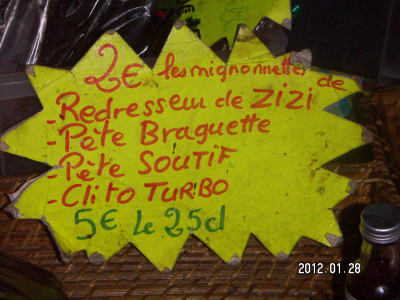 2€ les mignonnettes de
- Redresseur de ZIZI
- Pète Braguette
- Pète SOUTIF
- Clito TURBO
5€ le 25cl
2012.01.28